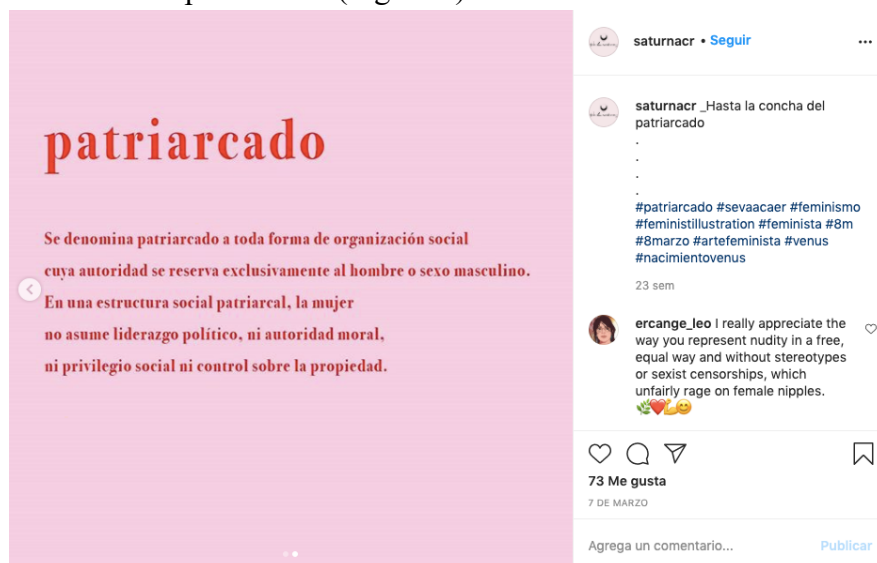 patriarcado
Se denomina patriarcado a toda forma de organización social
cuya autoridad se reserva exclusivamente al hombre o sexo masculino.
En una estructura social patriarcal, la mujer
no asume liderazgo político, ni autoridad moral,
ni privilegio social ni control sobre la propiedad.
saturnacr • Seguir
saturnacr _Hasta la concha del
patriarcado
.
.
.
.
#patriarcado #sevaacaer #feminismo
#feministillustration #feminista #8m
#8marzo #artefeminista #venus
#nacimientovenus
23 sem
ercange_leo I really appreciate the
way you represent nudity in a free,
equal way and without stereotypes
or sexist censorships, which
unfairly rage on female nipples.
🌿❤️💪😊
73 Me gusta
7 DE MARZO
Agrega un comentario... Publicar